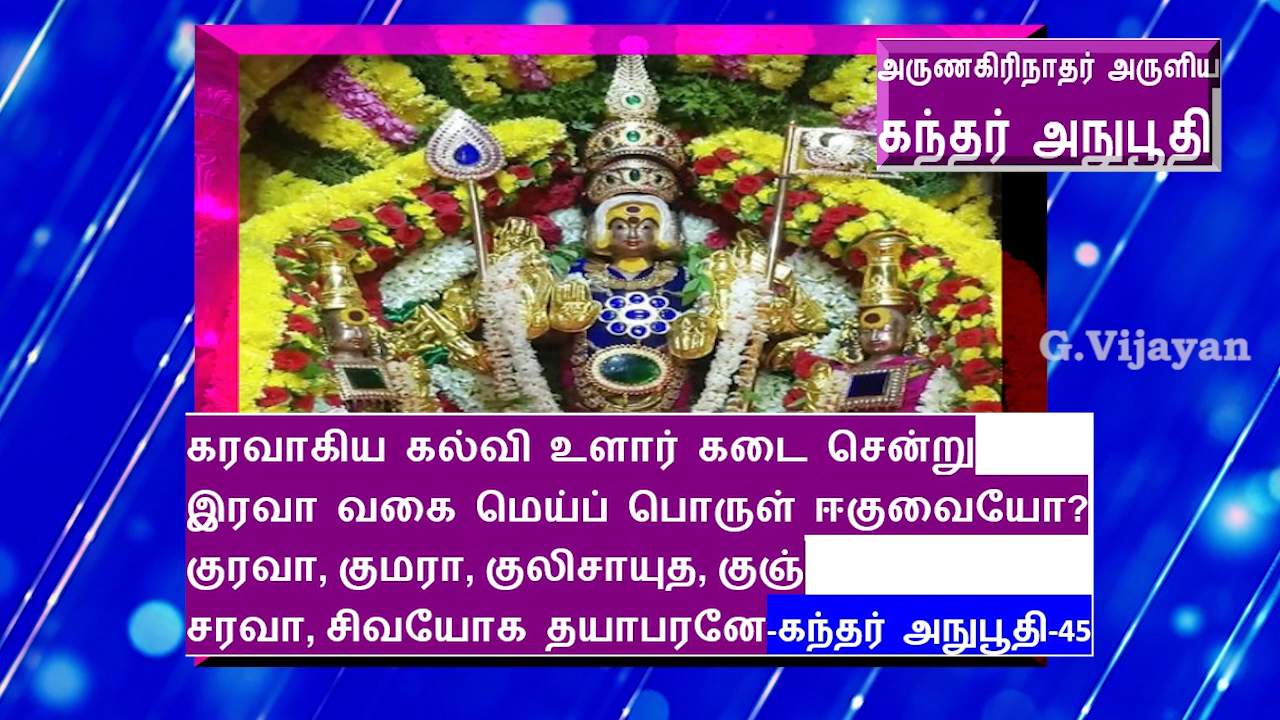 அருணகிரிநாதர் அருளிய
கந்தர் அநுபூதி
G.Vijayan
கரவாகிய கல்வி உளார் கடை சென்று
இரவா வகை மெய்ப் பொருள் ஈகுவையோ?
குரவா, குமரா, குலிசாயுத, குஞ்
சரவா, சிவயோக தயாபரனே-கந்தர் அநுபூதி-45